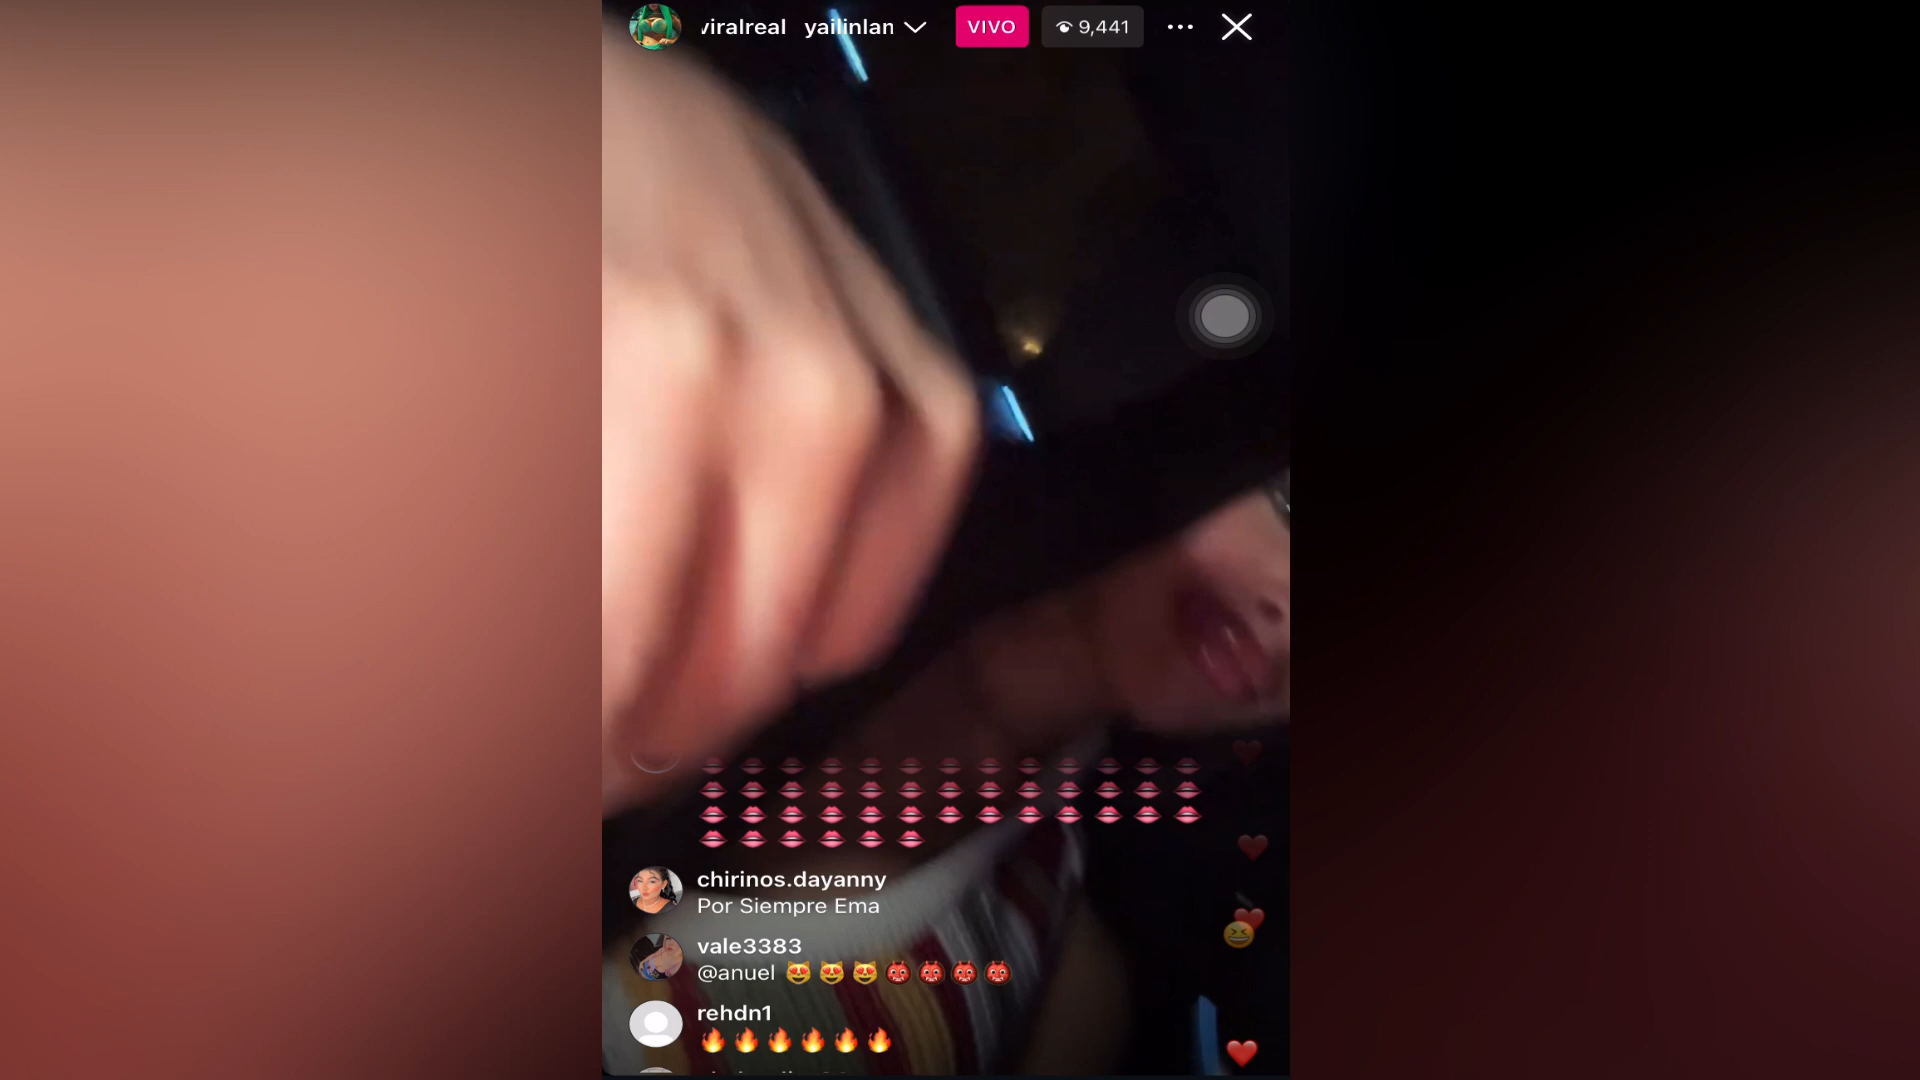 viralreal yailinlan
VIVO
9,441
👄👄👄👄👄👄👄👄👄👄👄👄👄
👄👄👄👄👄👄👄👄👄👄👄👄👄
👄👄👄👄👄👄👄👄👄👄👄👄👄
👄👄👄👄👄👄
chirinos.dayanny
Por Siempre Ema
vale3383
@anuel 😻😻😻👹👹👹👹
rehdn1
🔥🔥🔥🔥🔥🔥